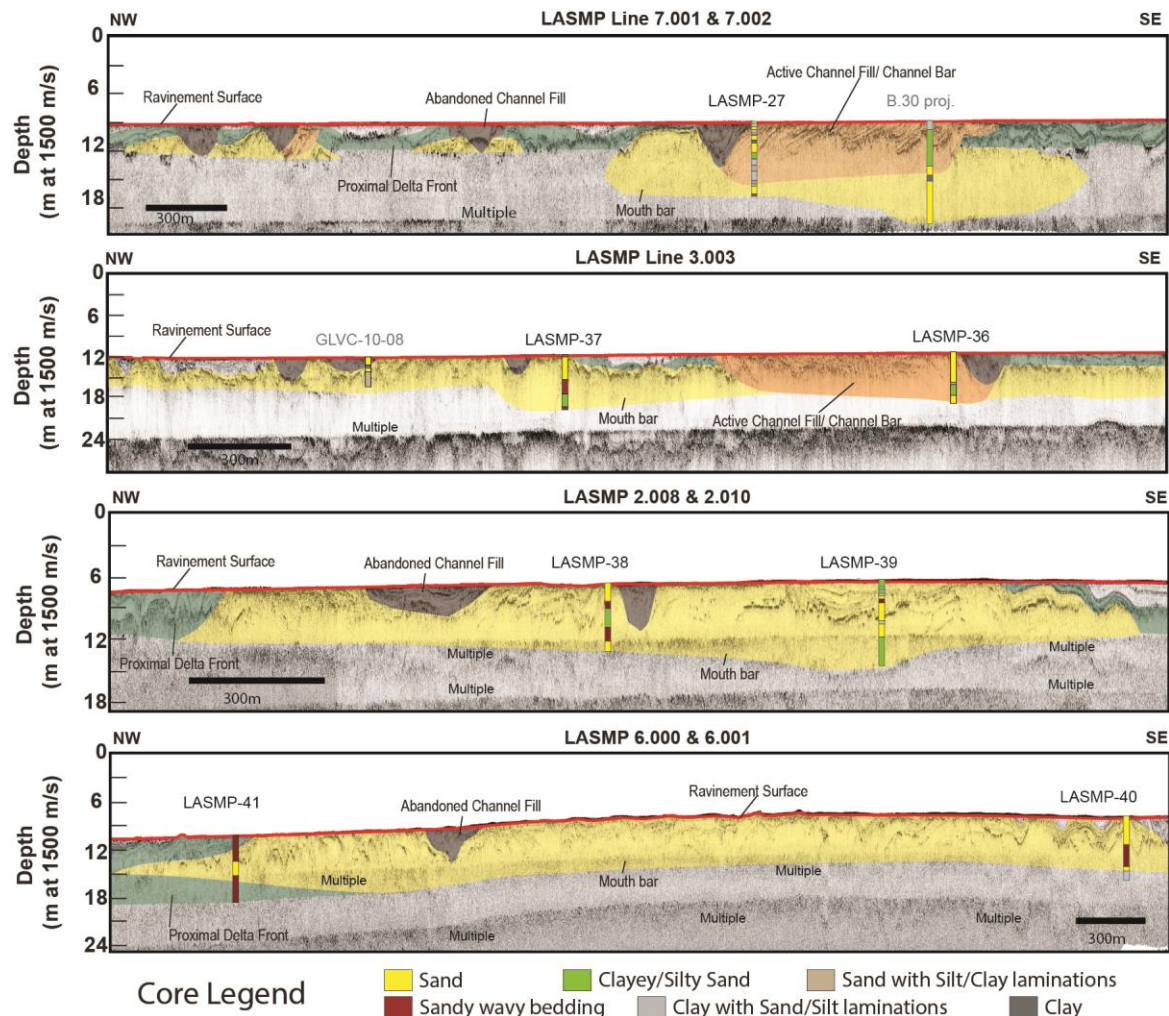 LASMP Line 7.001 & 7.002
NW
SE
0
6
12
18
Depth
(m at 1500 m/s)
Ravinement Surface
Abandoned Channel Fill
Active Channel Fill/ Channel Bar
LASMP-27
B.30 proj.
Proximal Delta Front
Mouth bar
Multiple
300m
LASMP Line 3.003
NW
SE
0
6
12
18
24
Depth
(m at 1500 m/s)
Ravinement Surface
GLVC-10-08
LASMP-37
LASMP-36
Mouth bar
Active Channel Fill/ Channel Bar
Multiple
300m
LASMP 2.008 & 2.010
NW
SE
0
6
12
18
Depth
(m at 1500 m/s)
Ravinement Surface
Abandoned Channel Fill
LASMP-38
LASMP-39
Proximal Delta Front
Multiple
Mouth bar
Multiple
Multiple
Multiple
300m
LASMP 6.000 & 6.001
NW
SE
0
6
12
18
24
Depth
(m at 1500 m/s)
LASMP-41
Abandoned Channel Fill
Ravinement Surface
LASMP-40
Multiple
Mouth bar
Multiple
Proximal Delta Front
Multiple
Multiple
Multiple
300m
Core Legend
Sand
Clayey/Silty Sand
Sand with Silt/Clay laminations
Sandy wavy bedding
Clay with Sand/Silt laminations
Clay